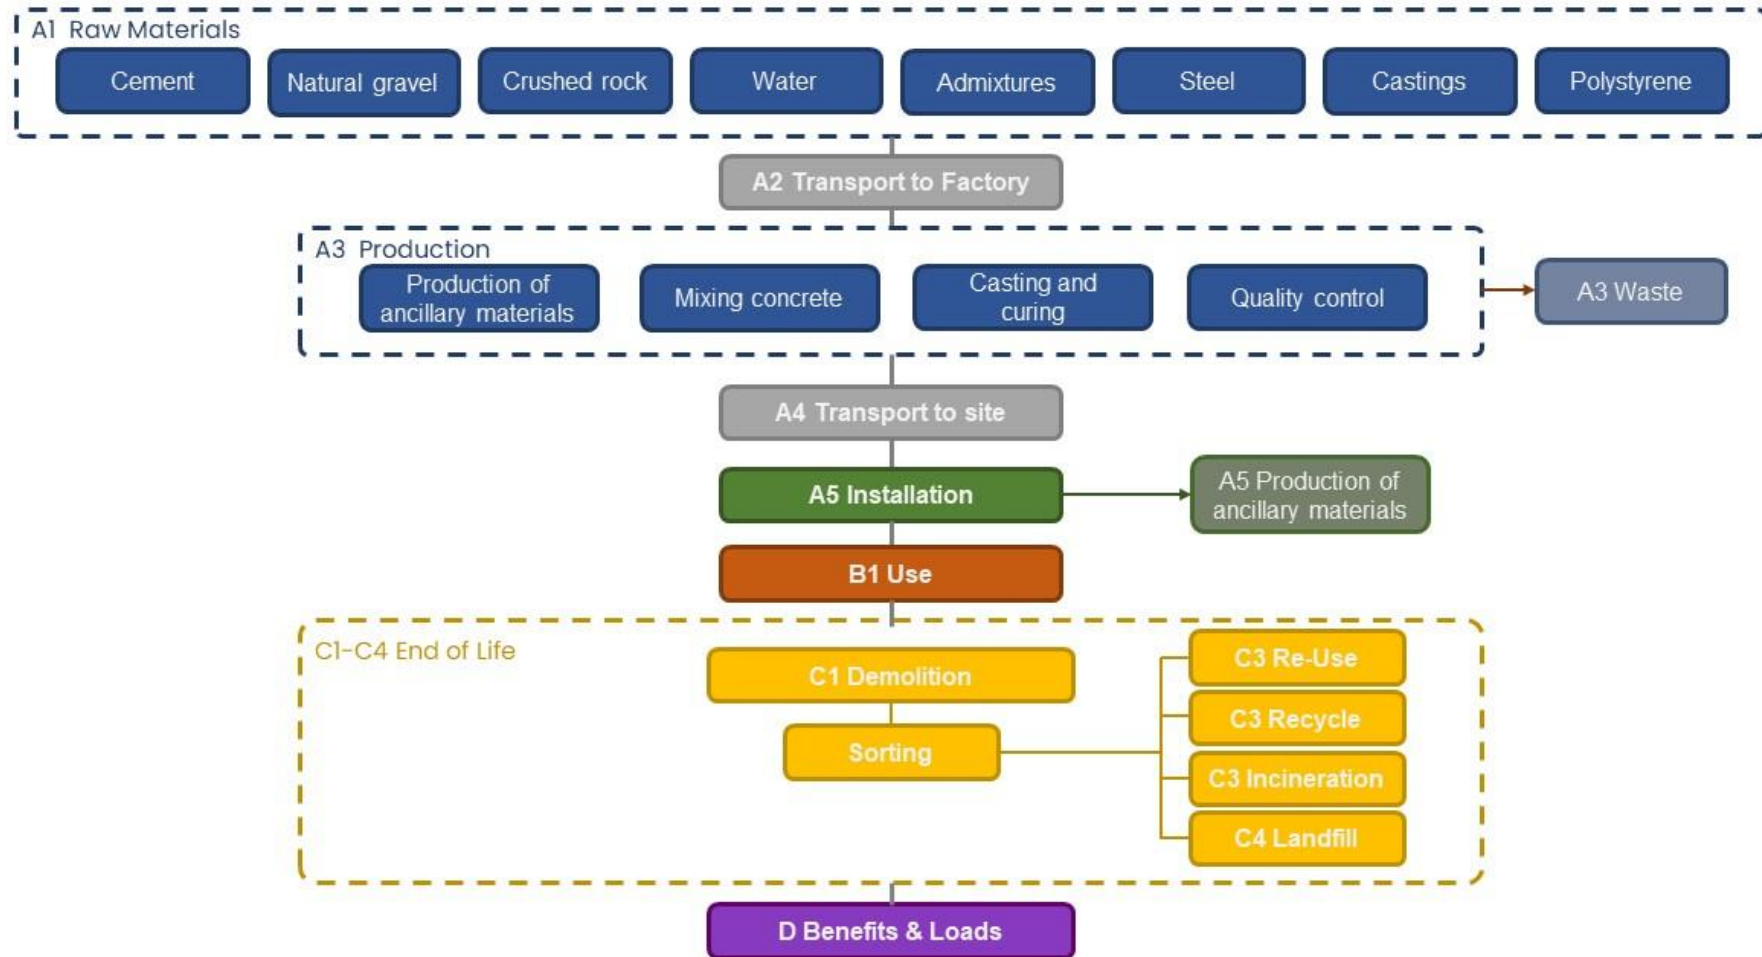 A1 Raw Materials
Cement
Natural gravel
Crushed rock
Water
Admixtures
Steel
Castings
Polystyrene
A2 Transport to Factory
A3 Production
Production of
ancillary materials
Mixing concrete
Casting and
curing
Quality control
A3 Waste
A4 Transport to site
A5 Installation
A5 Production of
ancillary materials
B1 Use
C1-C4 End of Life
C1 Demolition
Sorting
C3 Re-Use
C3 Recycle
C3 Incineration
C4 Landfill
D Benefits & Loads